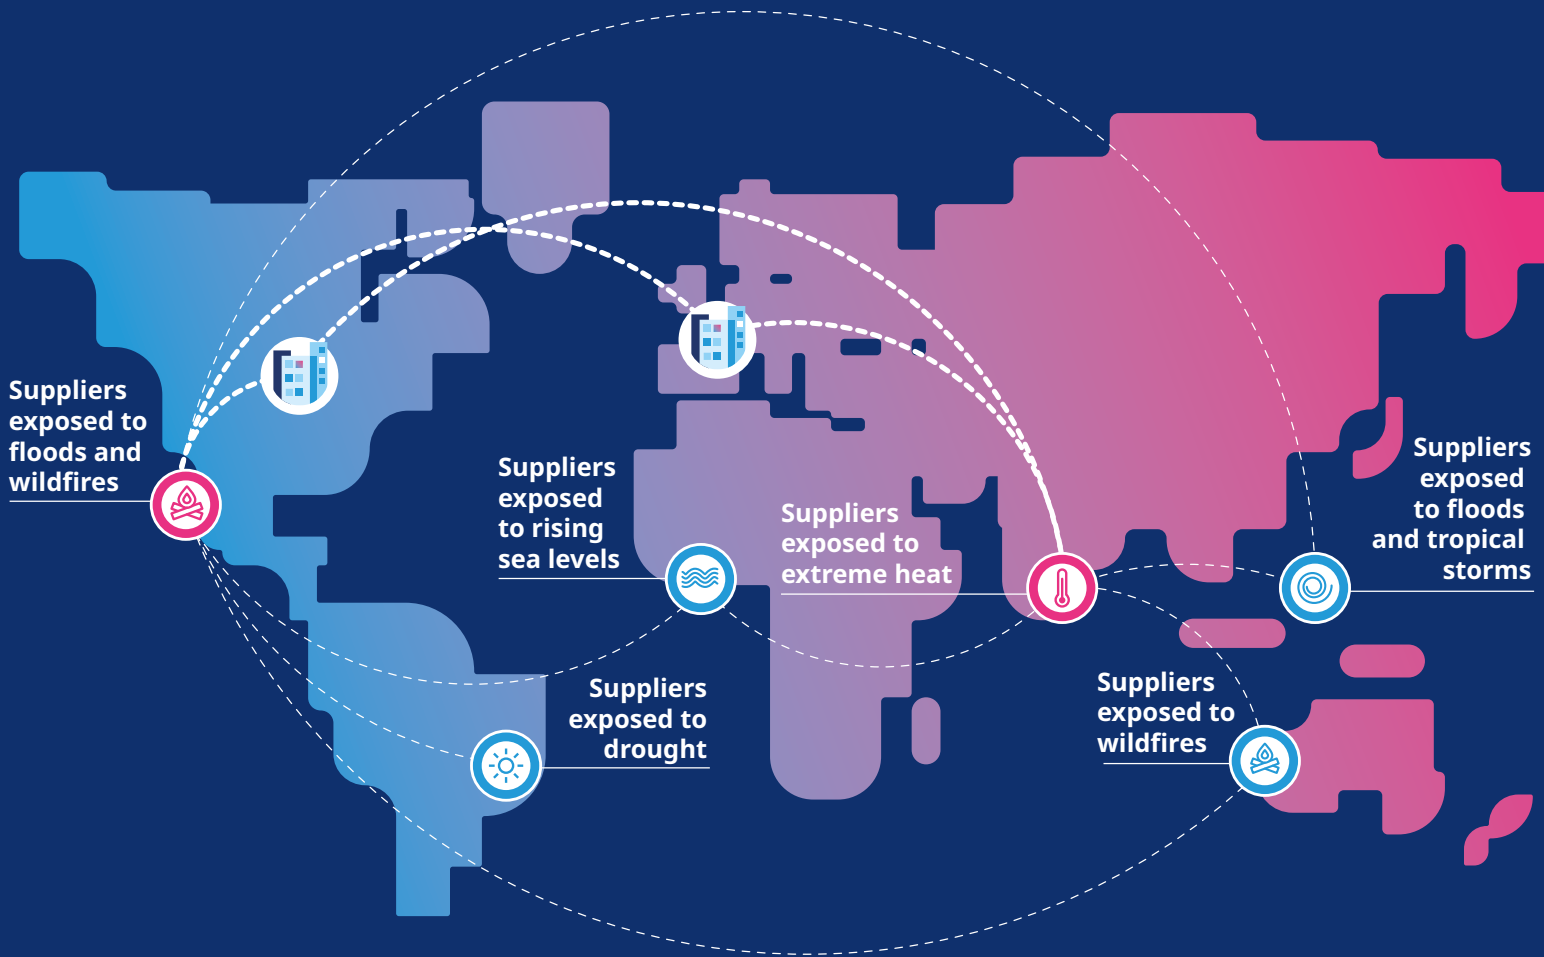 Suppliers
exposed to
floods and
wildfires
Suppliers
exposed
to rising
sea levels
Suppliers
exposed to
extreme heat
Suppliers
exposed
to floods
and tropical
storms
Suppliers
exposed to
drought
Suppliers
exposed to
wildfires